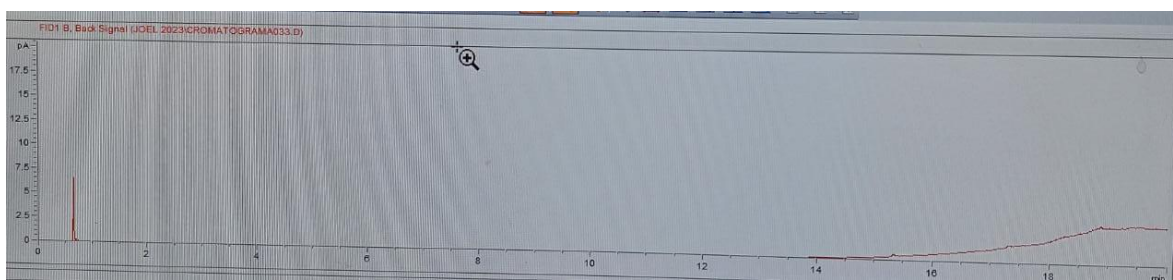 FID1 B, Back Signal (JOEL 2023\CROMATOGRAMA033.D)
pA
17.5
15
12.5
10
7.5
5
2.5
0
0 2 4 6 8 10 12 14 16 18 min